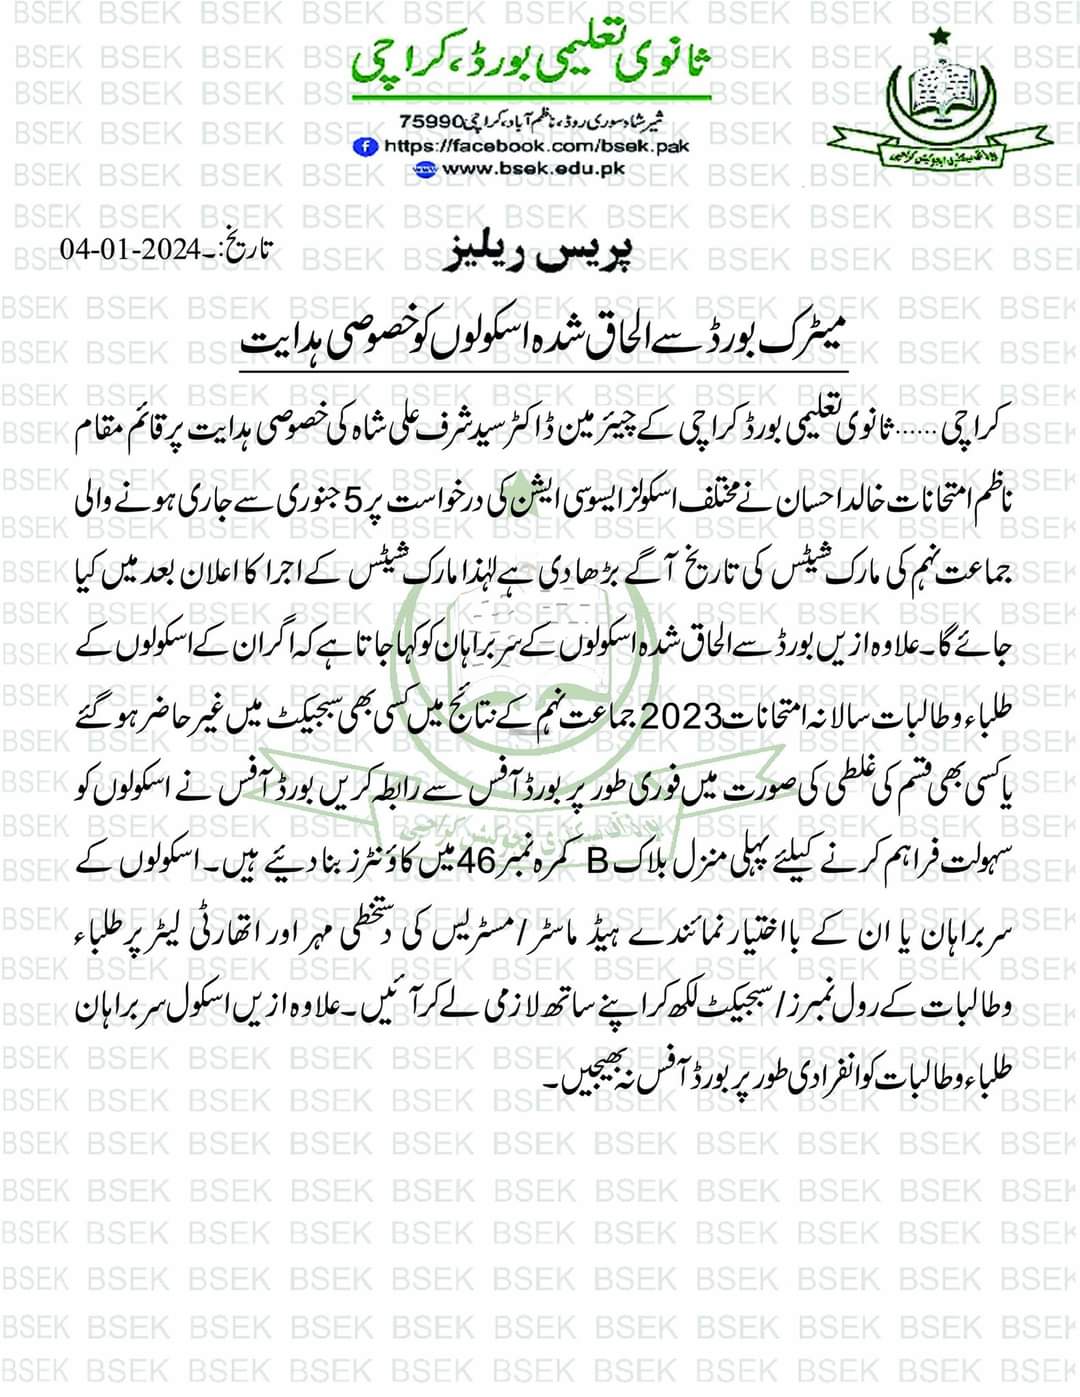 ثانوی تعلیمی بورڈ، کراچی
شیر شاہ سوری روڈ، ناظم آباد، کراچی 75990
https://facebook.com/bsek.pak
www.bsek.edu.pk
بورڈ آف سیکنڈری ایجوکیشن کراچی
پریس ریلیز
تاریخ:۔04-01-2024
میٹرک بورڈ سے الحاق شدہ اسکولوں کو خصوصی ہدایت
کراچی ...... ثانوی تعلیمی بورڈ کراچی کے چیئر مین ڈاکٹر سید شرف علی شاہ کی خصوصی ہدایت پر قائم مقام
ناظم امتحانات خالد احسان نے مختلف اسکولز ایسوسی ایشن کی درخواست پر 5 جنوری سے جاری ہونے والی
جماعت نہم کی مارک شیٹس کی تاریخ آگے بڑھا دی ہے لہٰذا مارک شیٹس کے اجرا کا اعلان بعد میں کیا
جائے گا۔ علاوہ ازیں بورڈ سے الحاق شدہ اسکولوں کے سربراہان کو کہا جاتا ہے کہ اگر ان کے اسکولوں کے
طلباء و طالبات سالانہ امتحانات 2023 جماعت نہم کے نتائج میں کسی بھی سبجیکٹ میں غیر حاضر ہو گئے
یا کسی بھی قسم کی غلطی کی صورت میں فوری طور پر بورڈ آفس سے رابطہ کریں بورڈ آفس نے اسکولوں کو
سہولت فراہم کرنے کیلئے پہلی منزل بلاک B کمرہ نمبر 46 میں کاؤنٹرز بنا دیئے ہیں۔ اسکولوں کے
سربراہان یا ان کے بااختیار نمائندے ہیڈ ماسٹر / مسٹریس کی دستخطی مہر اور اتھارٹی لیٹر پر طلباء
و طالبات کے رول نمبرز / سبجیکٹ لکھ کر اپنے ساتھ لازمی لے کر آئیں۔ علاوہ ازیں اسکول سربراہان
طلباء و طالبات کو انفرادی طور پر بورڈ آفس نہ بھیجیں۔